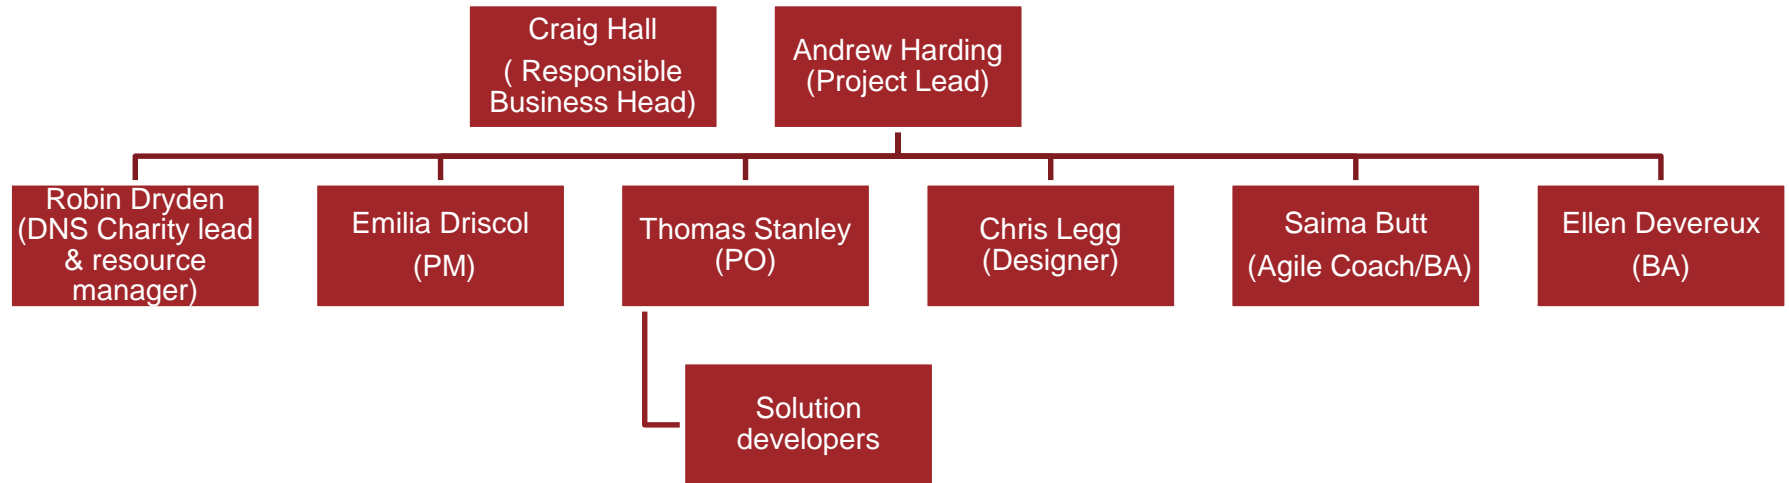 Craig Hall
( Responsible
Business Head)
Andrew Harding
(Project Lead)
Robin Dryden
(DNS Charity lead
& resource
manager)
Emilia Driscol
(PM)
Thomas Stanley
(PO)
Chris Legg
(Designer)
Saima Butt
(Agile Coach/BA)
Ellen Devereux
(BA)
Solution
developers